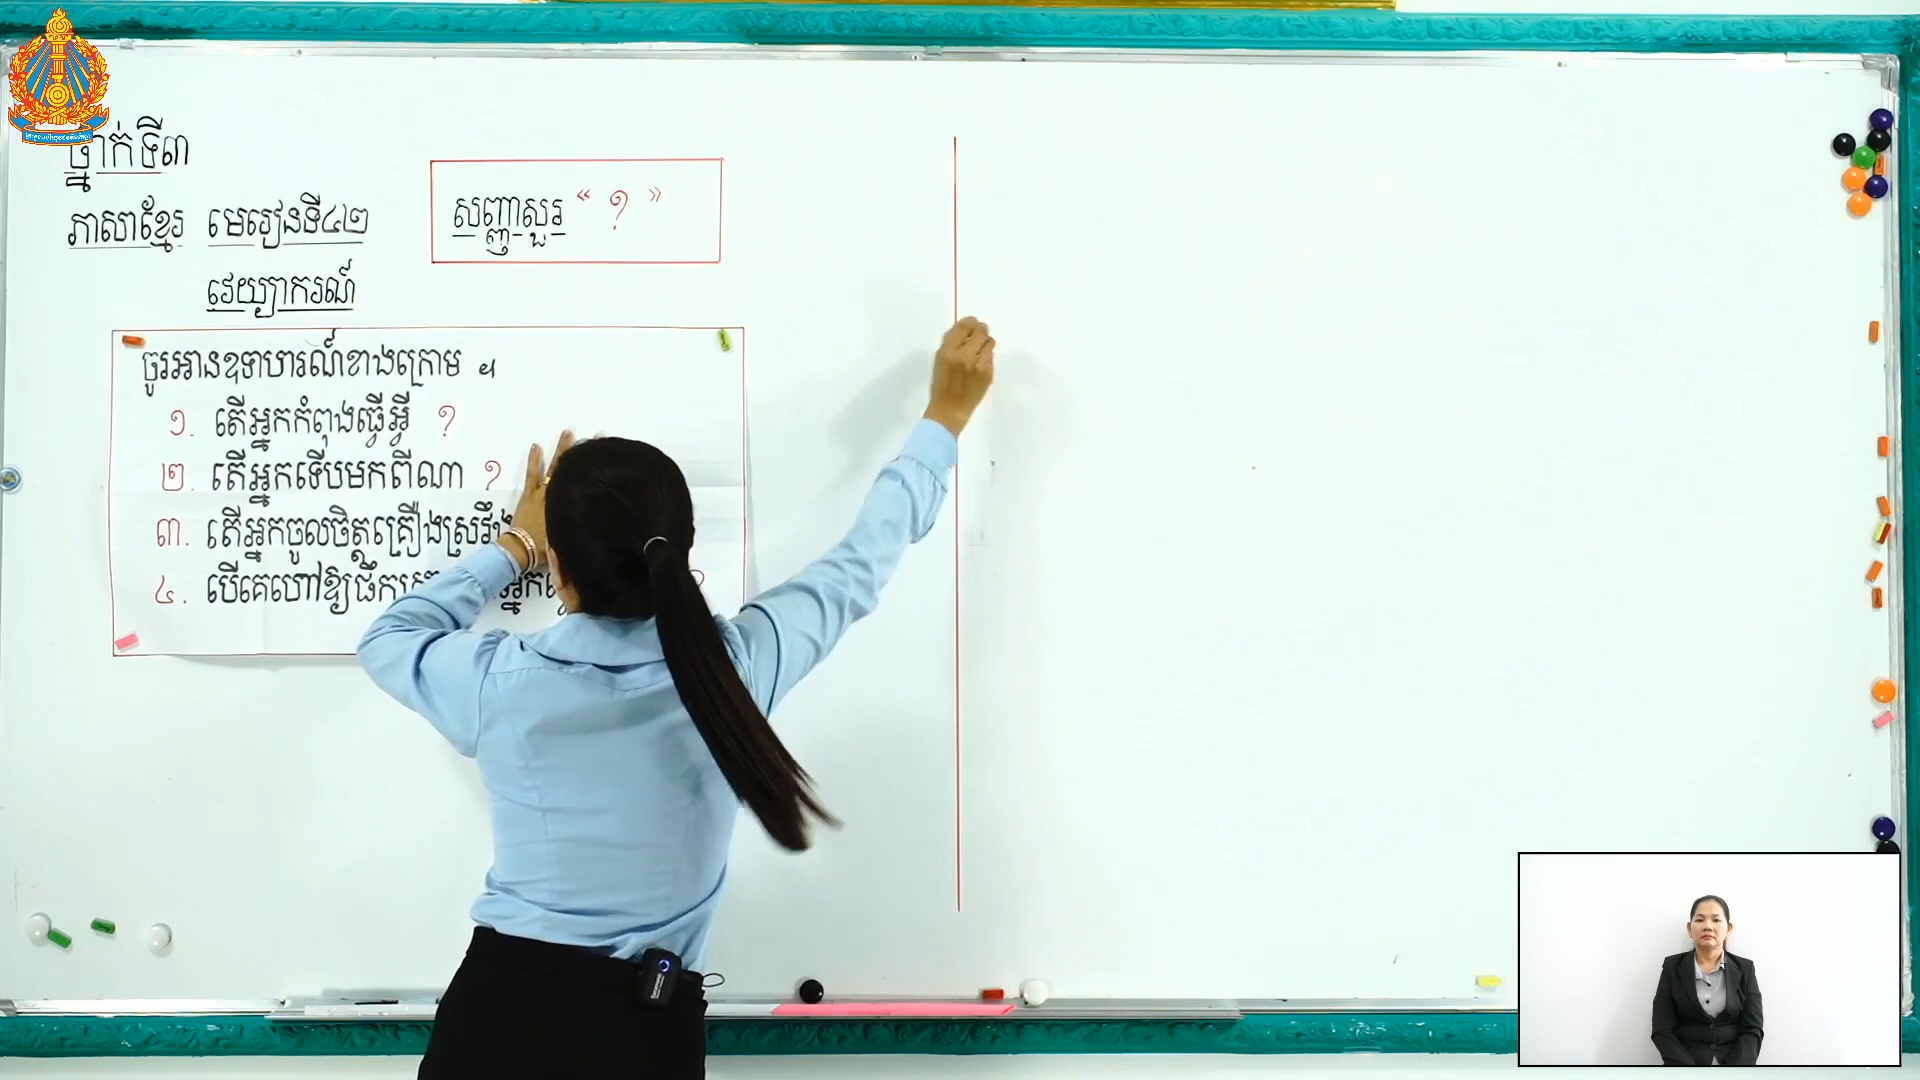 ថ្នាក់ទី៣
ភាសាខ្មែរ មេរៀនទី៤២
វេយ្យាករណ៍
សញ្ញាសួរ “ ? ”
ចូរអានឧទាហរណ៍ខាងក្រោម ។
១. តើអ្នកកំពុងធ្វើអ្វី ?
២. តើអ្នកទើបមកពីណា ?
៣. តើអ្នកចូលចិត្តគ្រឿងស្រវឹង
៤. បើគេហៅឱ្យផឹក អ្នក ?